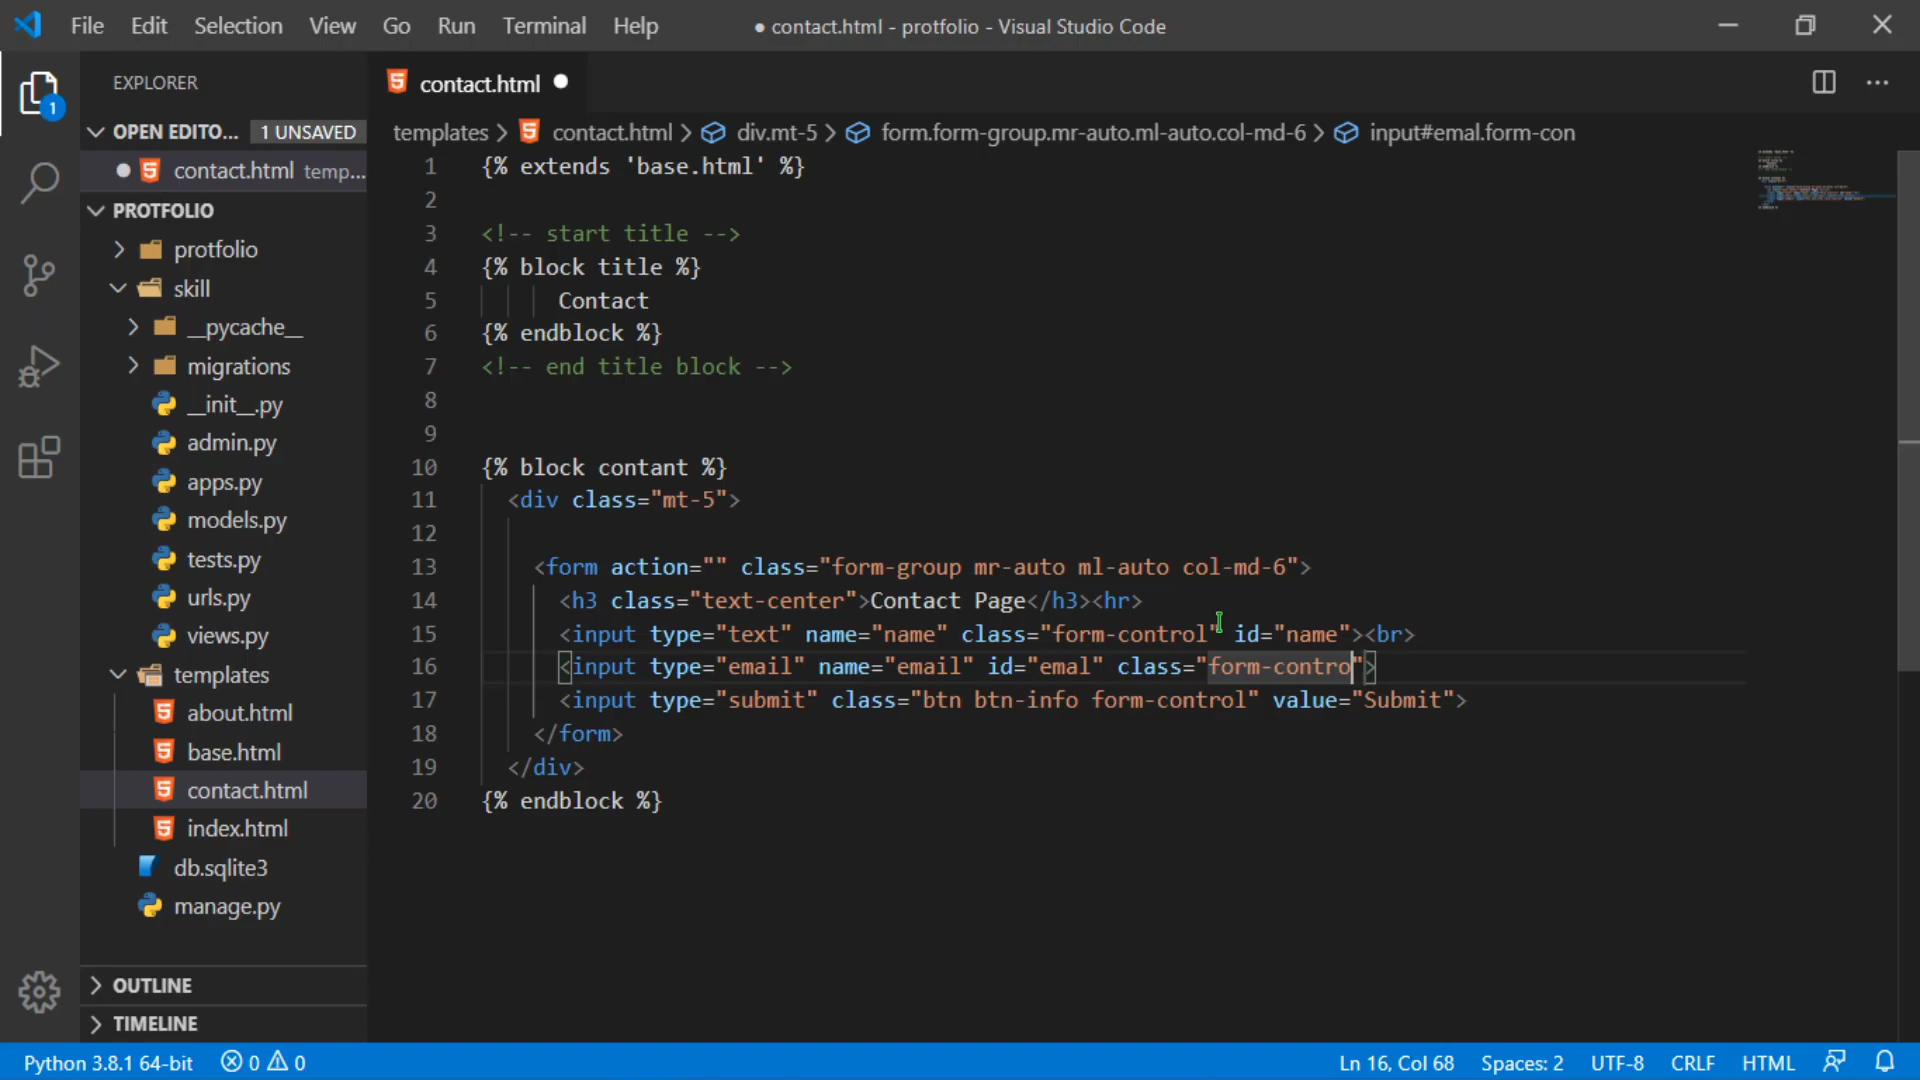 File Edit Selection View Go Run Terminal Help ● contact.html - protfolio - Visual Studio Code
EXPLORER
OPEN EDITO... 1 UNSAVED
contact.html temp...
PROTFOLIO
protfolio
skill
__pycache__
migrations
__init__.py
admin.py
apps.py
models.py
tests.py
urls.py
views.py
templates
about.html
base.html
contact.html
index.html
db.sqlite3
manage.py
OUTLINE
TIMELINE
1
contact.html ●
templates > contact.html > div.mt-5 > form.form-group.mr-auto.ml-auto.col-md-6 > input#emal.form-con
1 {% extends 'base.html' %}
2
3 <!-- start title -->
4 {% block title %}
5 Contact
6 {% endblock %}
7 <!-- end title block -->
8
9
10 {% block contant %}
11 <div class="mt-5">
12
13 <form action="" class="form-group mr-auto ml-auto col-md-6">
14 <h3 class="text-center">Contact Page</h3><hr>
15 <input type="text" name="name" class="form-control" id="name"><br>
16 <input type="email" name="email" id="emal" class="form-contro">
17 <input type="submit" class="btn btn-info form-control" value="Submit">
18 </form>
19 </div>
20 {% endblock %}
Python 3.8.1 64-bit 0 0 Ln 16, Col 68 Spaces: 2 UTF-8 CRLF HTML